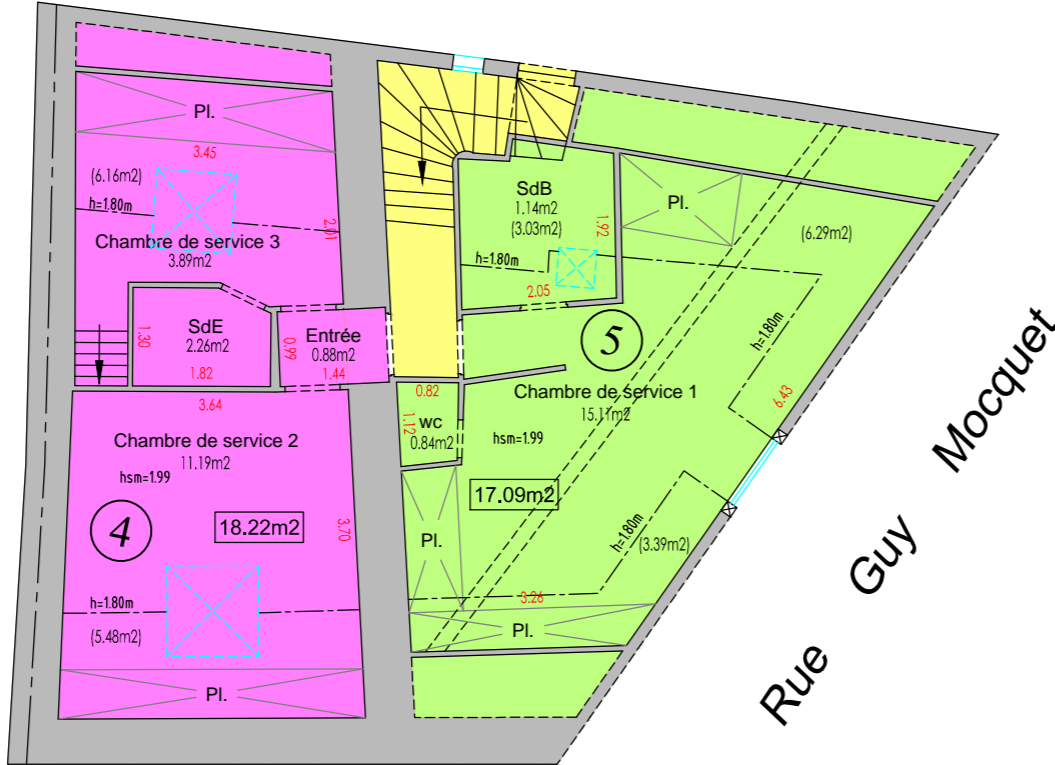 Pl.
3.45
(6.16m2)
h=1.80m
2.01
Chambre de service 3
3.89m2
SdE
2.26m2
1.30
1.82
Entrée
0.88m2
0.99
1.44
3.64
Chambre de service 2
11.19m2
hsm=1.99
4
18.22m2
3.70
h=1.80m
(5.48m2)
Pl.
SdB
1.14m2
(3.03m2)
1.92
h=1.80m
2.05
Pl.
(6.29m2)
5
h=1.80m
6.43
Chambre de service 1
15.11m2
0.82
1.12
wc
0.84m2
hsm=1.99
17.09m2
Pl.
h=1.80m
(3.39m2)
3.26
Pl.
Rue Guy Mocquet